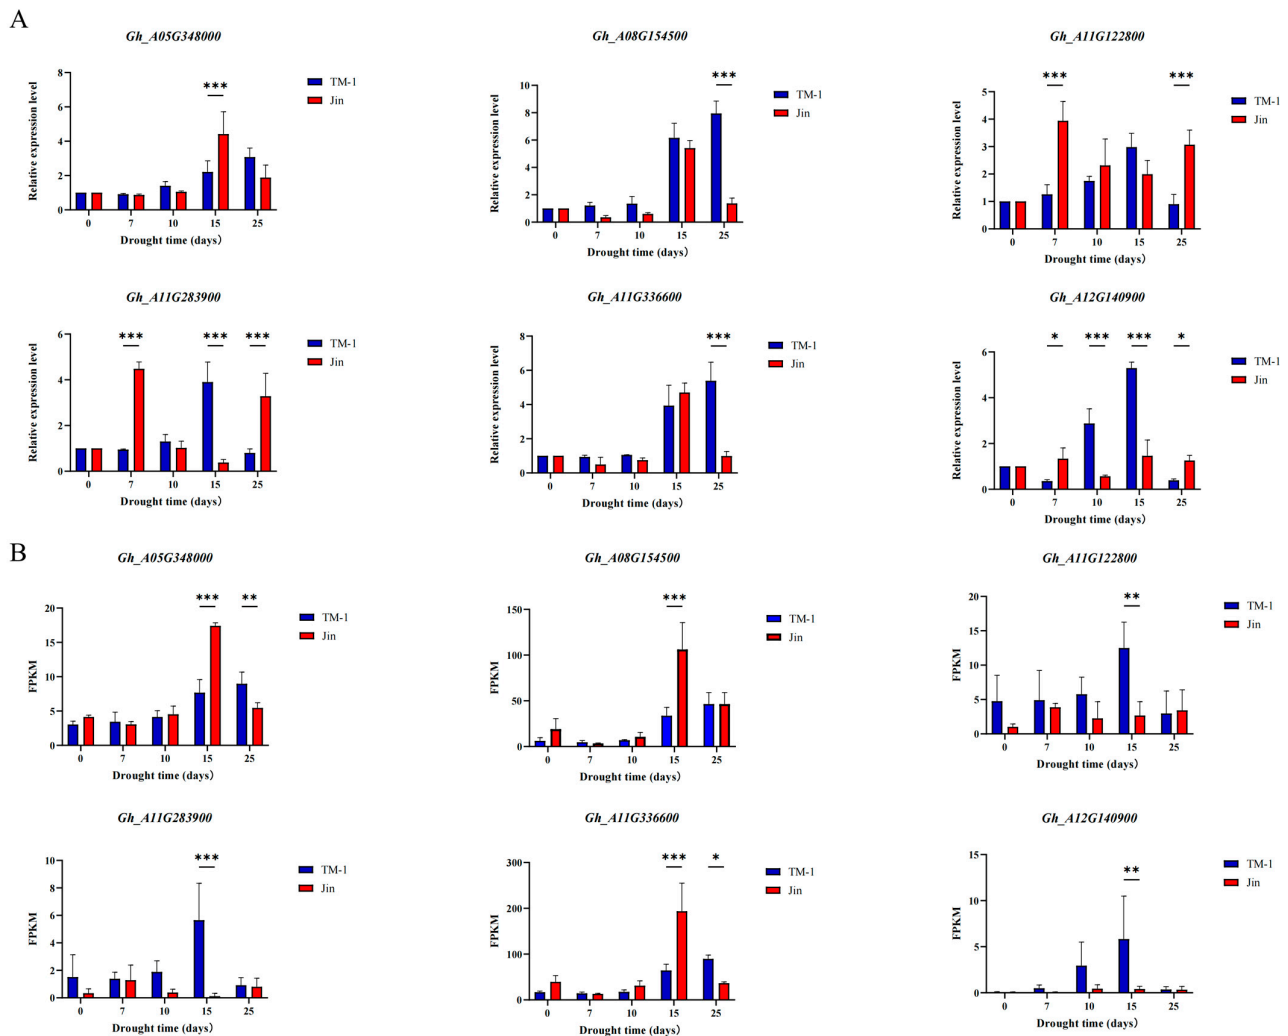 A
Gh_A05G348000
Relative expression level
8
6
4
2
0
***
0 7 10 15 25
Drought time (days)
TM-1
Jin
Gh_A08G154500
Relative expression level
10
8
6
4
2
0
***
0 7 10 15 25
Drought time (days)
TM-1
Jin
Gh_A11G122800
Relative expression level
5
4
3
2
1
0
*** ***
0 7 10 15 25
Drought time (days)
TM-1
Jin
Gh_A11G283900
Relative expression level
6
4
2
0
*** *** ***
0 7 10 15 25
Drought time (days)
TM-1
Jin
Gh_A11G336600
Relative expression level
8
6
4
2
0
***
0 7 10 15 25
Drought time (days)
TM-1
Jin
Gh_A12G140900
Relative expression level
6
4
2
0
* *** *** *
0 7 10 15 25
Drought time (days)
TM-1
Jin
B
Gh_A05G348000
FPKM
20
15
10
5
0
*** **
0 7 10 15 25
Drought time (days)
TM-1
Jin
Gh_A08G154500
FPKM
150
100
50
0
***
0 7 10 15 25
Drought time (days)
TM-1
Jin
Gh_A11G122800
FPKM
20
15
10
5
0
**
0 7 10 15 25
Drought time (days)
TM-1
Jin
Gh_A11G283900
FPKM
10
8
6
4
2
0
***
0 7 10 15 25
Drought time (days)
TM-1
Jin
Gh_A11G336600
FPKM
300
200
100
0
*** *
0 7 10 15 25
Drought time (days)
TM-1
Jin
Gh_A12G140900
FPKM
15
10
5
0
**
0 7 10 15 25
Drought time (days)
TM-1
Jin